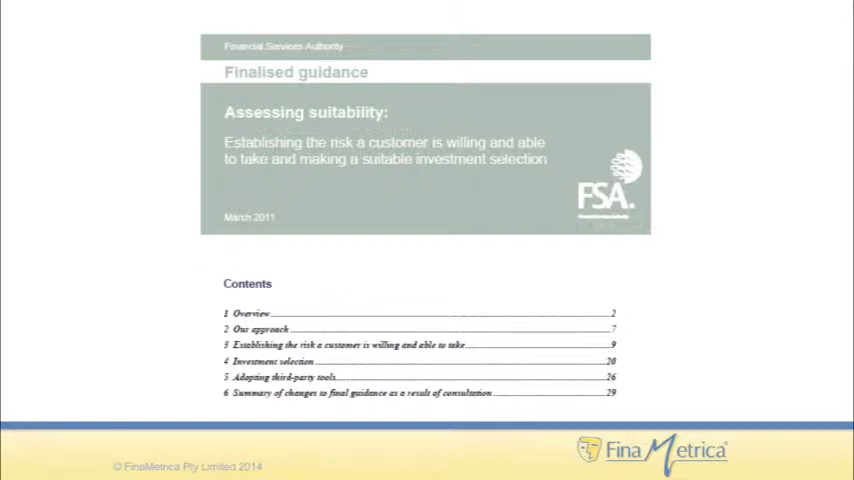 Financial Services Authority
Finalised guidance
Assessing suitability:
Establishing the risk a customer is willing and able
to take and making a suitable investment selection
FSA.
Financial Services Authority
March 2011
Contents
1 Overview 2
2 Our approach 7
3 Establishing the risk a customer is willing and able to take 9
4 Investment selection 20
5 Adopting third-party tools 26
6 Summary of changes to final guidance as a result of consultation 29
FinaMetrica
© FinaMetrica Pty Limited 2014